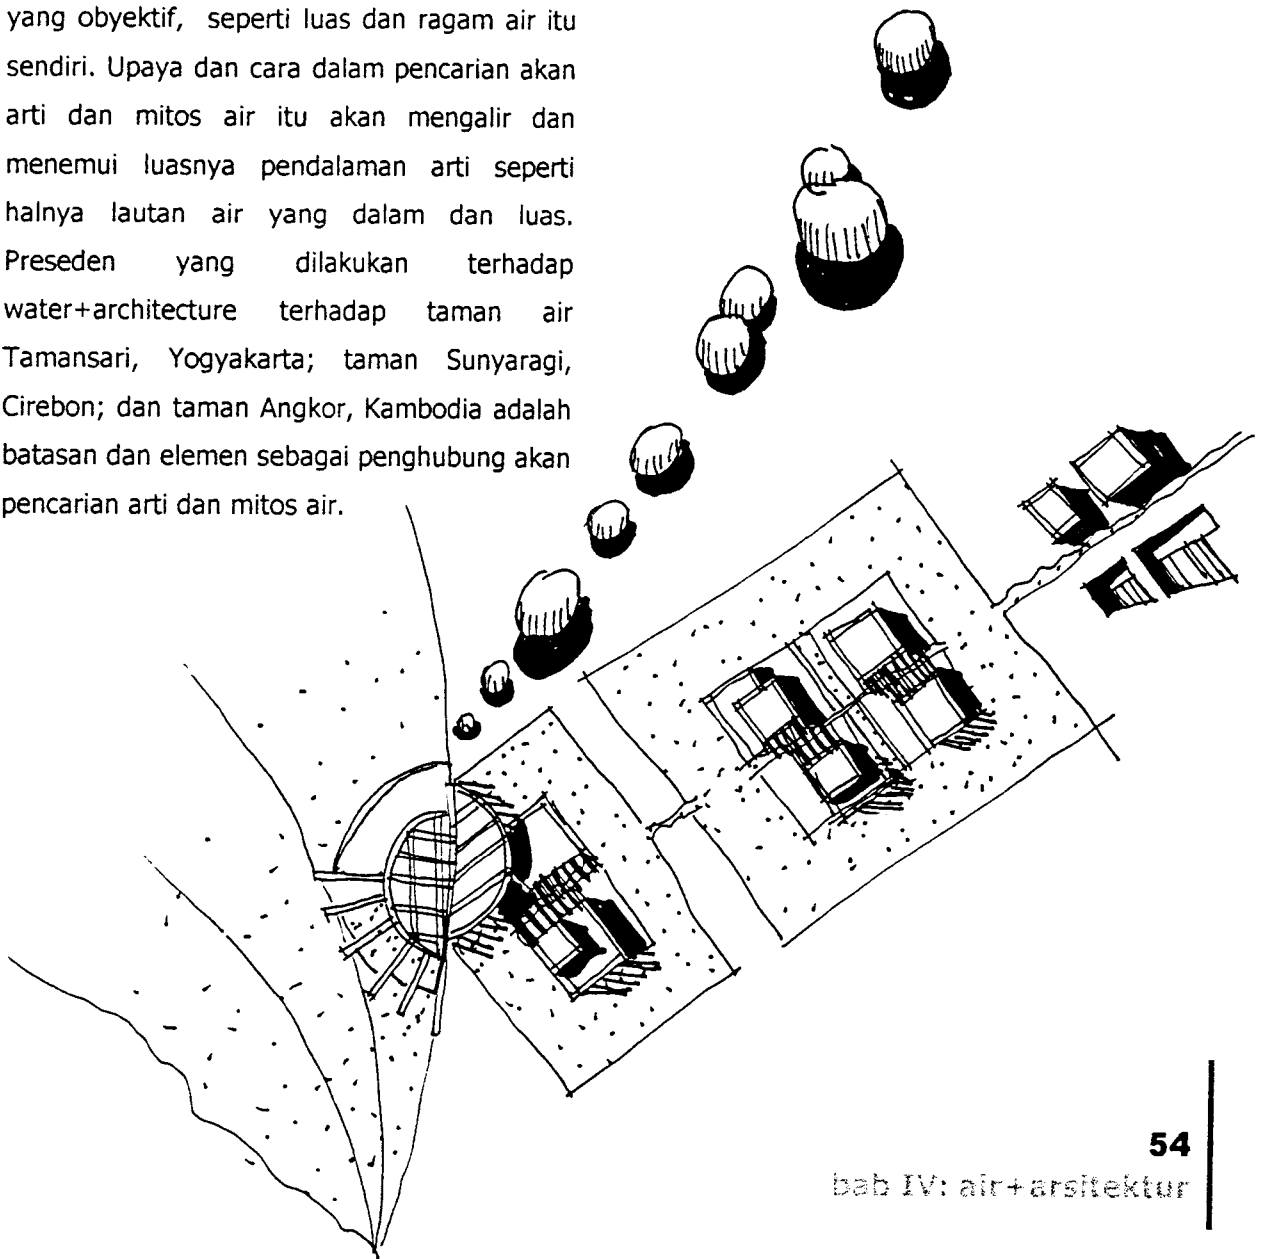 yang obyektif, seperti luas dan ragam air itu
sendiri. Upaya dan cara dalam pencarian akan
arti dan mitos air itu akan mengalir dan
menemui luasnya pendalaman arti seperti
halnya lautan air yang dalam dan luas.
Preseden yang dilakukan terhadap
water+architecture terhadap taman air
Tamansari, Yogyakarta; taman Sunyaragi,
Cirebon; dan taman Angkor, Kambodia adalah
batasan dan elemen sebagai penghubung akan
pencarian arti dan mitos air.
54
bab IV: air+arsitektur